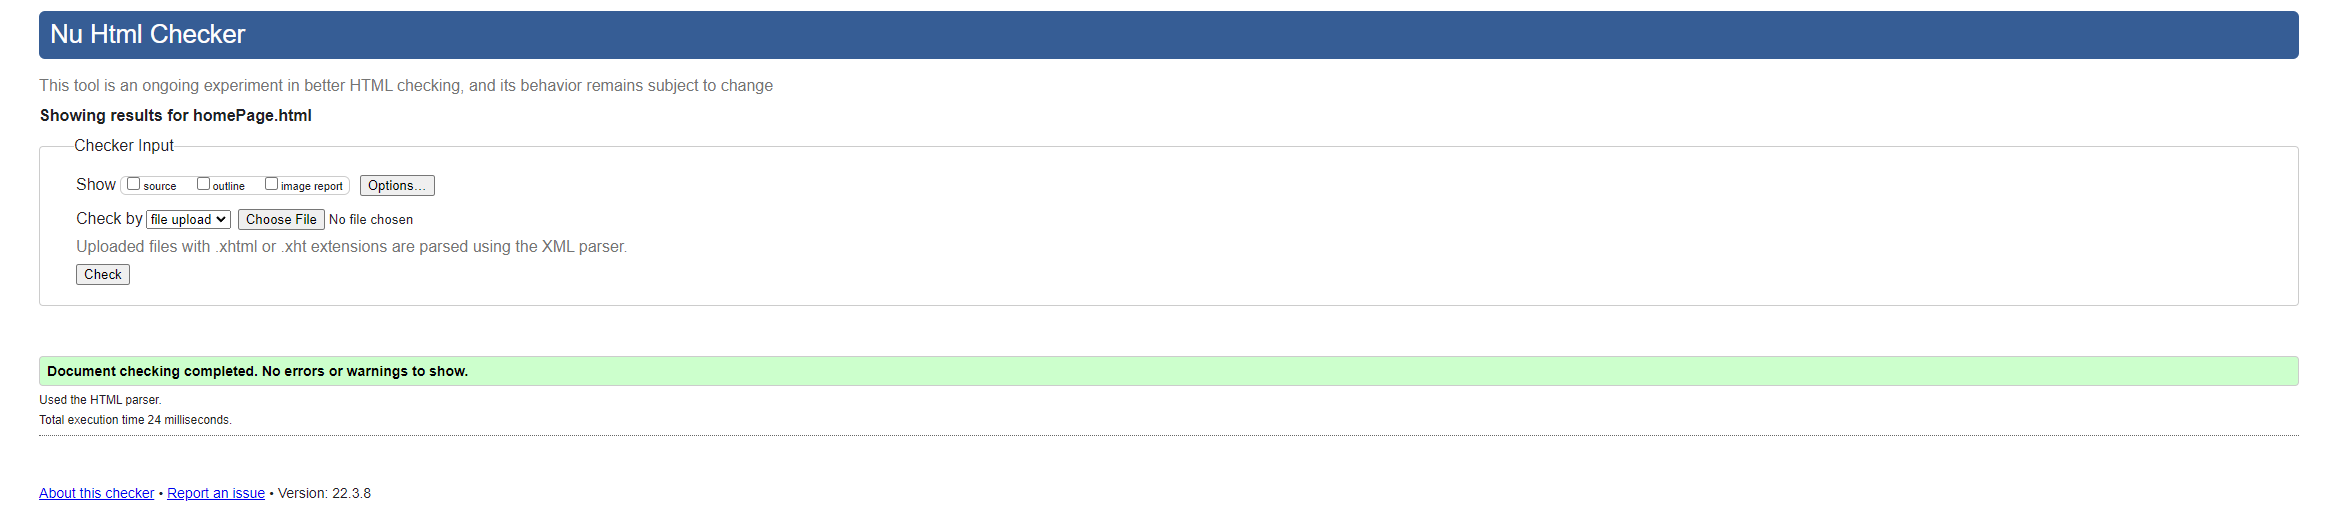 Nu Html Checker
This tool is an ongoing experiment in better HTML checking, and its behavior remains subject to change
Showing results for homePage.html
Checker Input
Show source outline image report Options...
Check by file upload Choose File No file chosen
Uploaded files with .xhtml or .xht extensions are parsed using the XML parser.
Check
Document checking completed. No errors or warnings to show.
Used the HTML parser.
Total execution time 24 milliseconds.
About this checker • Report an issue • Version: 22.3.8